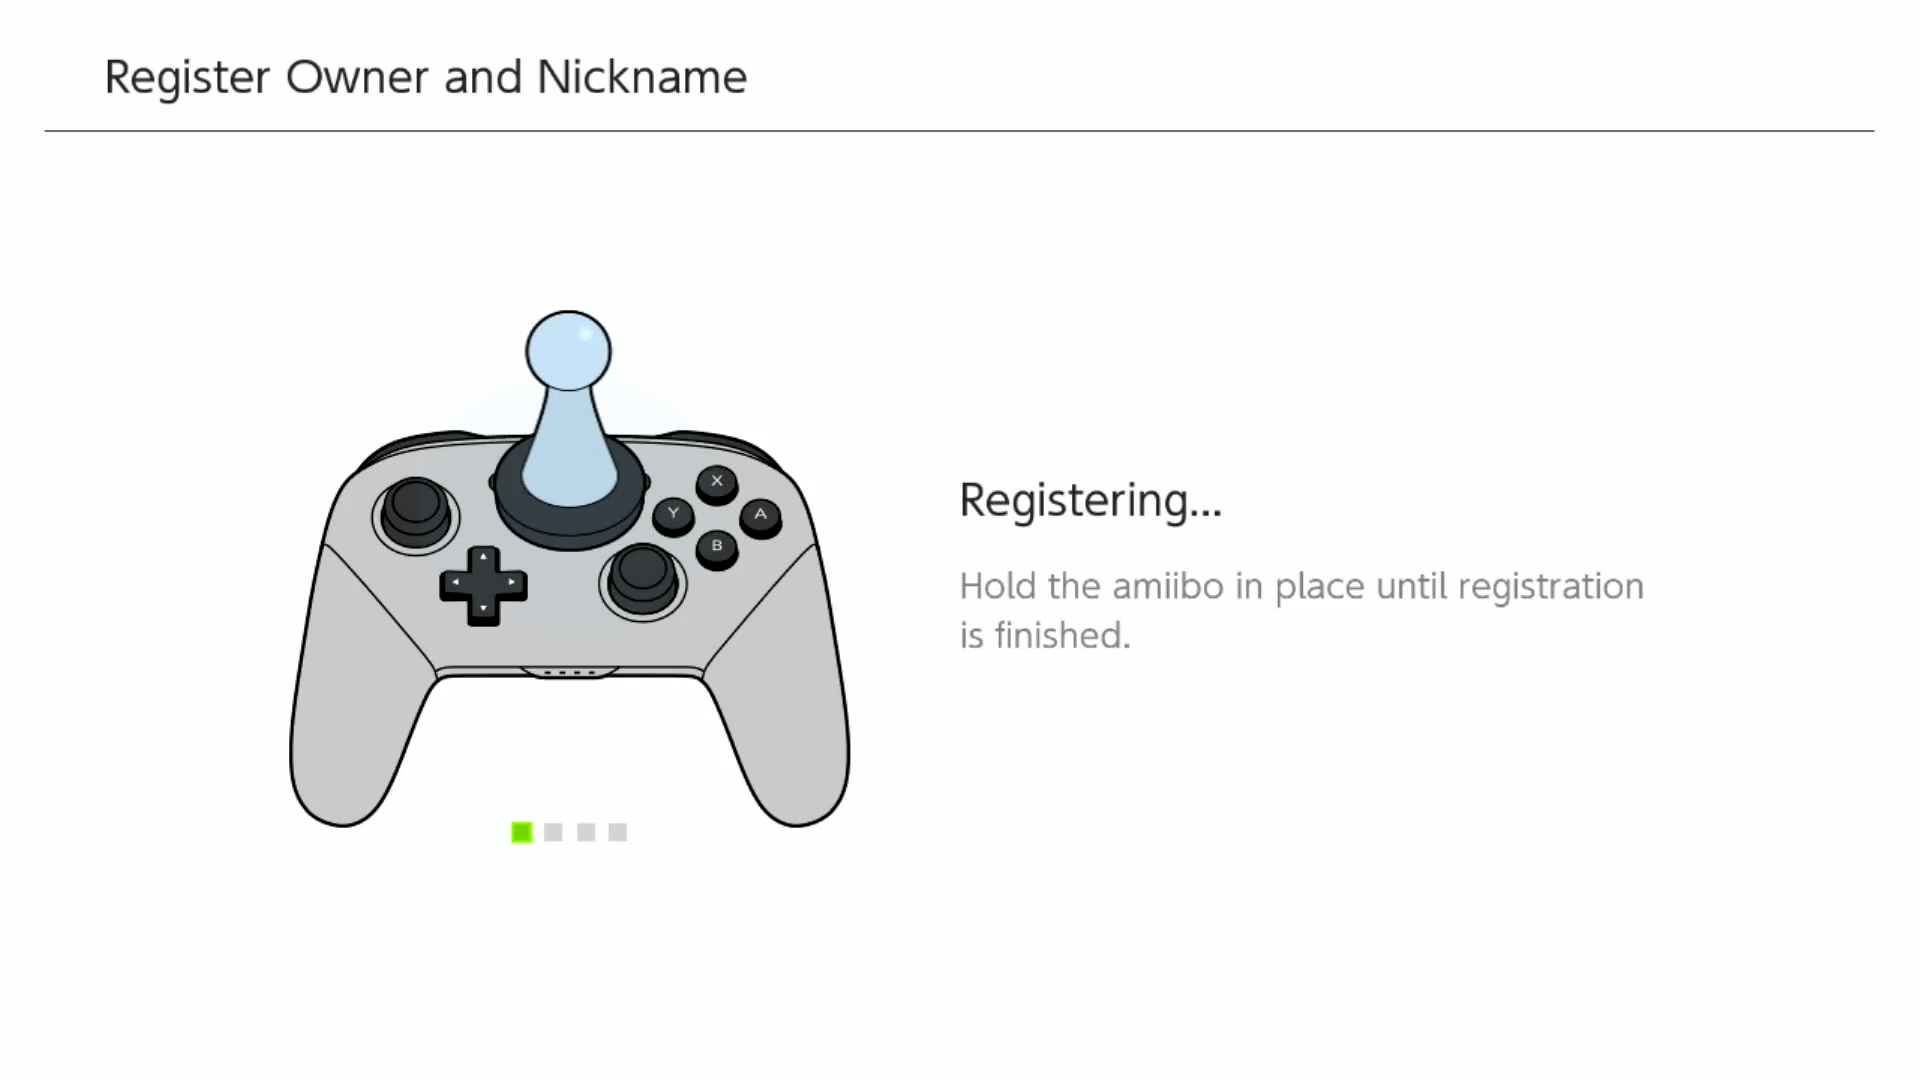 Register Owner and Nickname
X
Y
A
B
Registering...
Hold the amiibo in place until registration
is finished.